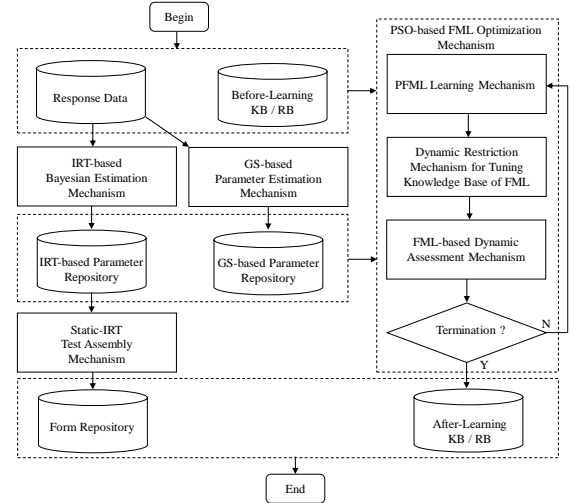 Begin
PSO-based FML Optimization
Mechanism
Response Data
Before-Learning
KB / RB
PFML Learning Mechanism
IRT-based
Bayesian Estimation
Mechanism
GS-based
Parameter Estimation
Mechanism
Dynamic Restriction
Mechanism for Tuning
Knowledge Base of FML
IRT-based Parameter
Repository
GS-based Parameter
Repository
FML-based Dynamic
Assessment Mechanism
Static-IRT
Test Assembly
Mechanism
Termination ?
N
Y
Form Repository
After-Learning
KB / RB
End